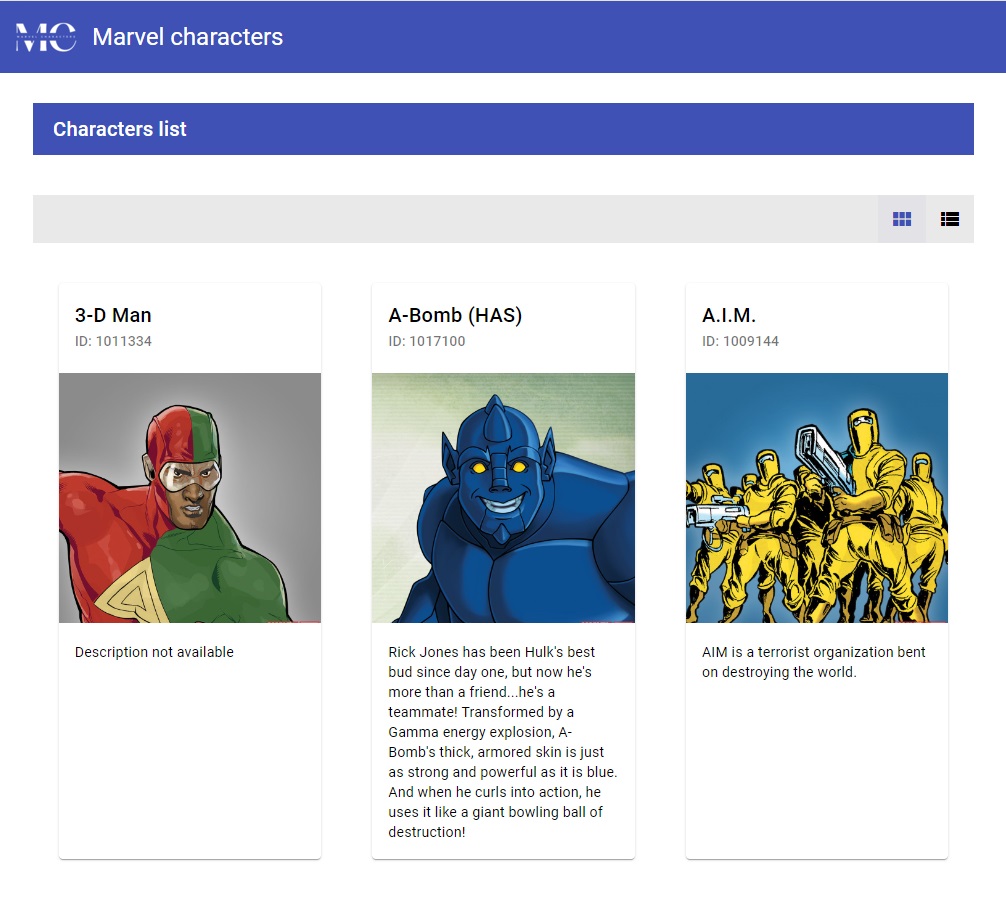 MC
MARVEL CHARACTERS
Marvel characters
Characters list
3-D Man
ID: 1011334
Description not available
A-Bomb (HAS)
ID: 1017100
Rick Jones has been Hulk's best
bud since day one, but now he's
more than a friend...he's a
teammate! Transformed by a
Gamma energy explosion, A-
Bomb's thick, armored skin is just
as strong and powerful as it is blue.
And when he curls into action, he
uses it like a giant bowling ball of
destruction!
A.I.M.
ID: 1009144
AIM is a terrorist organization bent
on destroying the world.